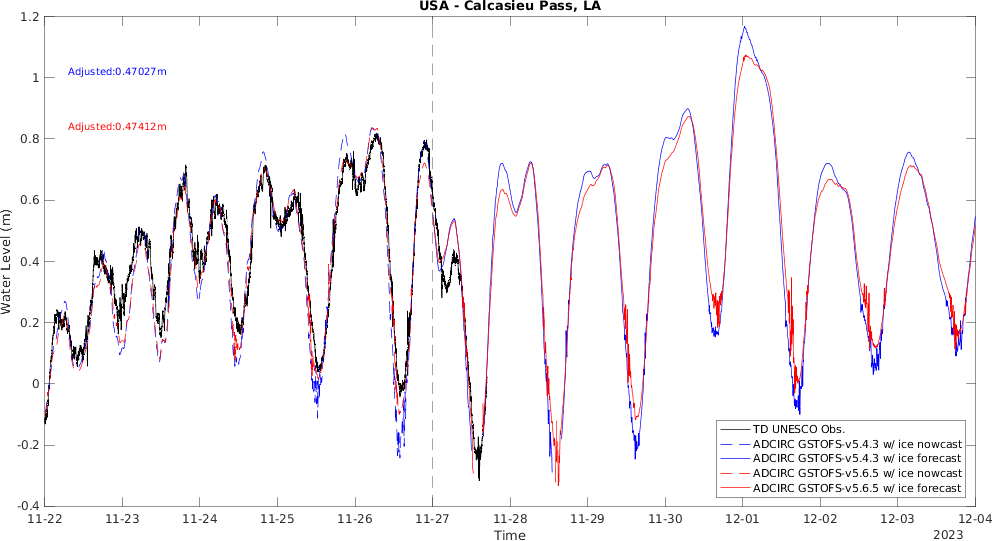 USA - Calcasieu Pass, LA
1.2
1
0.8
0.6
0.4
0.2
0
-0.2
-0.4
Water Level (m)
Adjusted:0.47027m
Adjusted:0.47412m
TD UNESCO Obs.
ADCIRC GSTOFS-v5.4.3 w/ ice nowcast
ADCIRC GSTOFS-v5.4.3 w/ ice forecast
ADCIRC GSTOFS-v5.6.5 w/ ice nowcast
ADCIRC GSTOFS-v5.6.5 w/ ice forecast
11-22 11-23 11-24 11-25 11-26 11-27 11-28 11-29 11-30 12-01 12-02 12-03 12-04
Time
2023